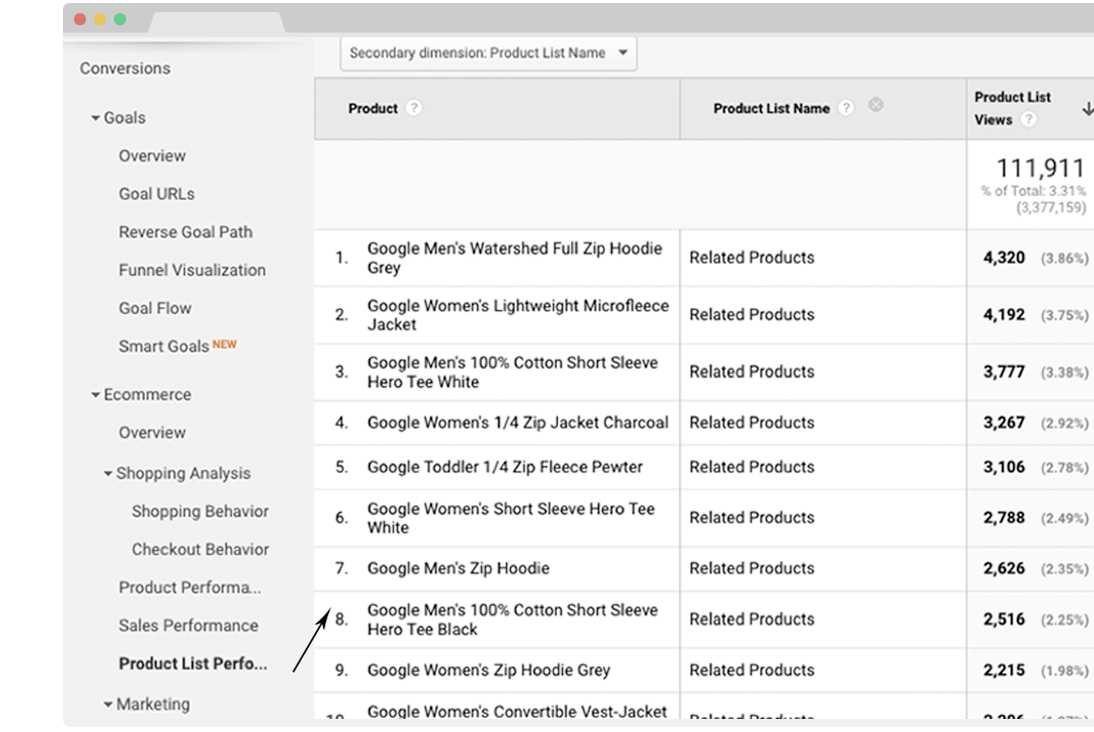 Conversions
Goals
Overview
Goal URLs
Reverse Goal Path
Funnel Visualization
Goal Flow
Smart Goals NEW
Ecommerce
Overview
Shopping Analysis
Shopping Behavior
Checkout Behavior
Product Performa...
Sales Performance
Product List Perfo...
Marketing
Secondary dimension: Product List Name
Product ?
Product List Name ?
Product List
Views ?
111,911
% of Total: 3.31%
(3,377,159)
1. Google Men's Watershed Full Zip Hoodie
Grey
Related Products
4,320 (3.86%)
2. Google Women's Lightweight Microfleece
Jacket
Related Products
4,192 (3.75%)
3. Google Men's 100% Cotton Short Sleeve
Hero Tee White
Related Products
3,777 (3.38%)
4. Google Women's 1/4 Zip Jacket Charcoal
Related Products
3,267 (2.92%)
5. Google Toddler 1/4 Zip Fleece Pewter
Related Products
3,106 (2.78%)
6. Google Women's Short Sleeve Hero Tee
White
Related Products
2,788 (2.49%)
7. Google Men's Zip Hoodie
Related Products
2,626 (2.35%)
8. Google Men's 100% Cotton Short Sleeve
Hero Tee Black
Related Products
2,516 (2.25%)
9. Google Women's Zip Hoodie Grey
Related Products
2,215 (1.98%)
10. Google Women's Convertible Vest-Jacket
Related Products